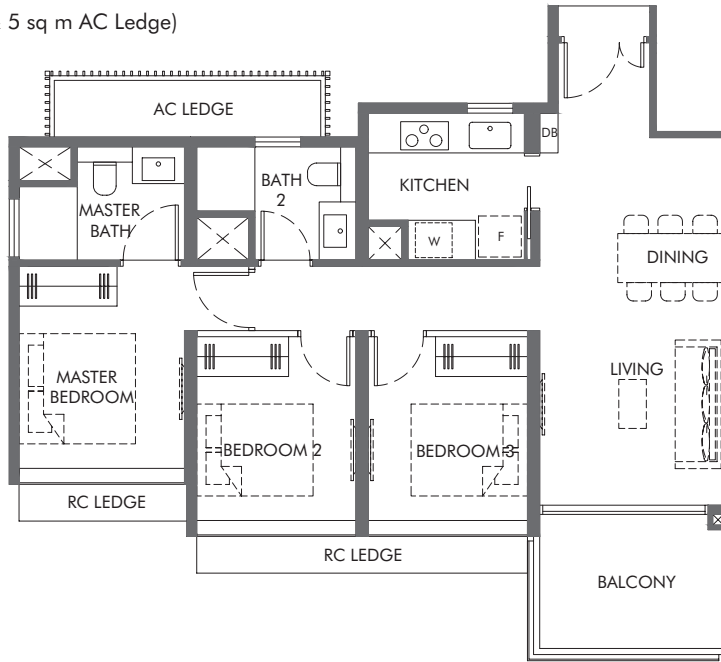 5 sq m AC Ledge)
AC LEDGE
MASTER
BATH
BATH
2
KITCHEN
DB
W
F
DINING
MASTER
BEDROOM
BEDROOM 2
BEDROOM 3
LIVING
RC LEDGE
RC LEDGE
BALCONY